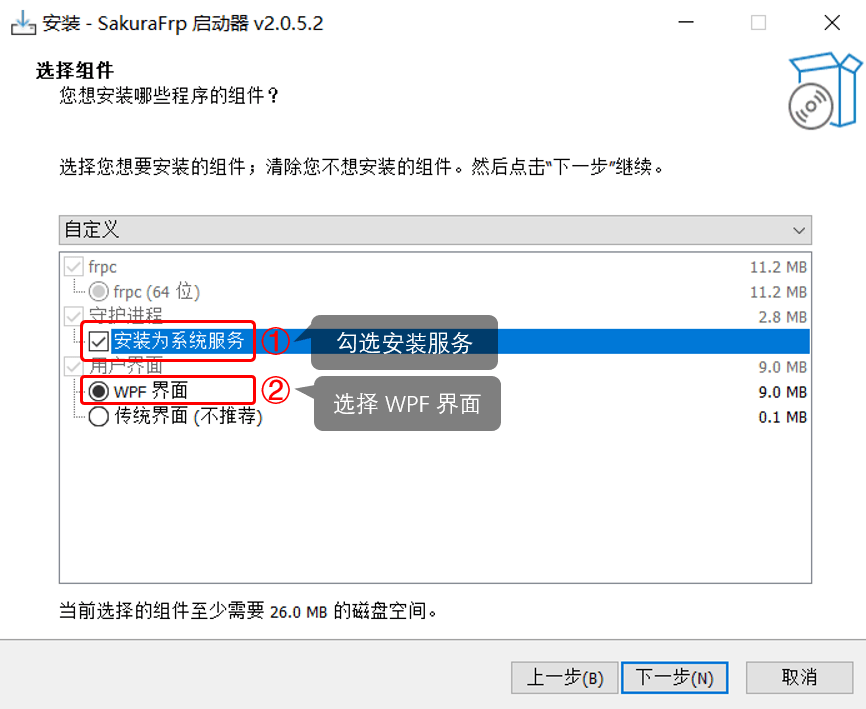 安装 - SakuraFrp 启动器 v2.0.5.2
选择组件
您想安装哪些程序的组件？
选择您想要安装的组件；清除您不想安装的组件。然后点击“下一步”继续。
自定义
frpc 11.2 MB
frpc (64 位) 11.2 MB
守护进程 2.8 MB
安装为系统服务 ① 勾选安装服务
用户界面 9.0 MB
WPF 界面 ② 9.0 MB
选择 WPF 界面
传统界面 (不推荐) 0.1 MB
当前选择的组件至少需要 26.0 MB 的磁盘空间。
上一步(B) 下一步(N) 取消